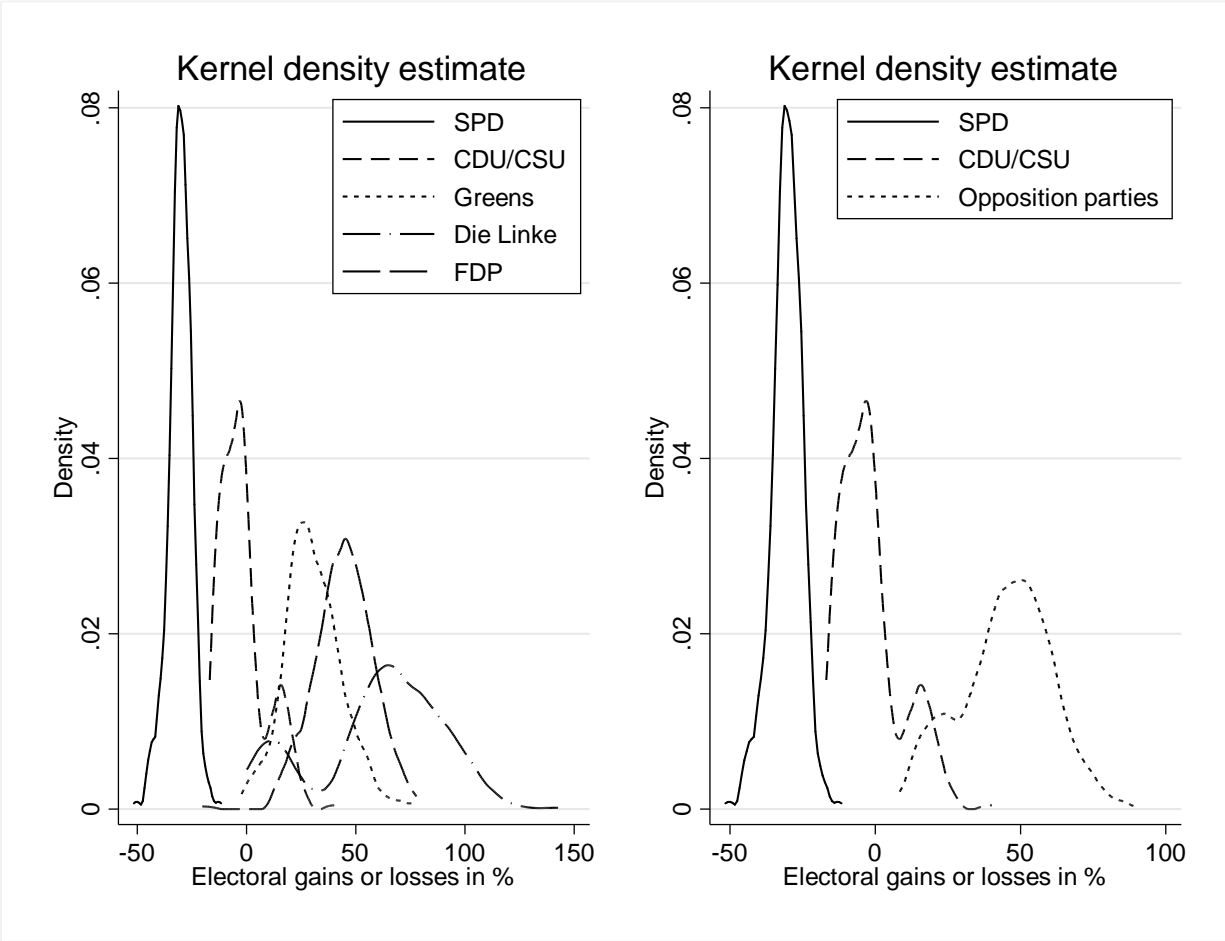 Kernel density estimate
SPD
CDU/CSU
Greens
Die Linke
FDP
.08
.06
.04
.02
0
Density
-50 0 50 100 150
Electoral gains or losses in %
Kernel density estimate
SPD
CDU/CSU
Opposition parties
.08
.06
.04
.02
0
Density
-50 0 50 100
Electoral gains or losses in %